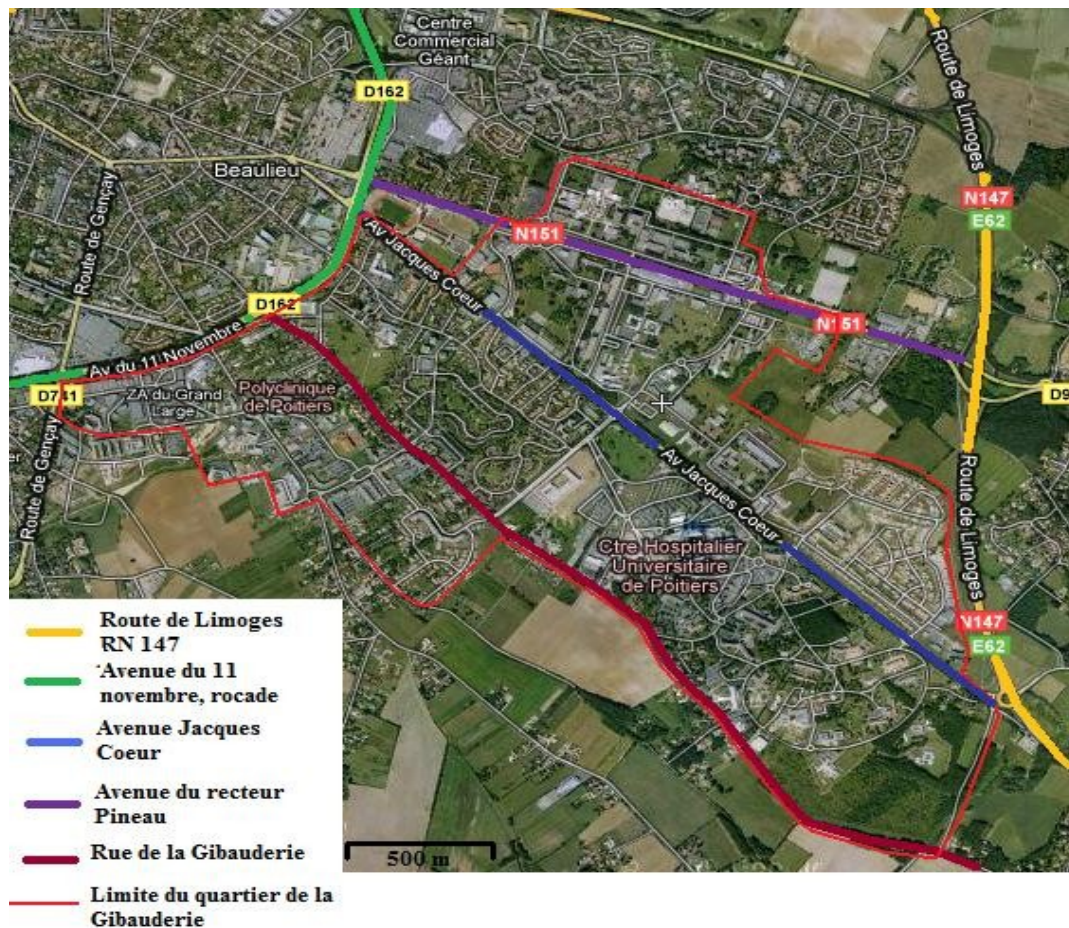 Centre
Commercial
Géant
D162
Route de Limoges
Beaulieu
Route de Gençay
N147
E62
N151
Av Jacques Coeur
D162
N151
Av du 11 Novembre
D741
ZA du Grand
Large
Polyclinique
de Poitiers
D9
er
Route de Gençay
Av Jacques Coeur
Route de Limoges
Ctre Hospitalier
Universitaire
de Poitiers
N147
E62
Route de Limoges
RN 147
Avenue du 11
novembre, rocade
Avenue Jacques
Coeur
Avenue du recteur
Pineau
Rue de la Gibauderie
500 m
Limite du quartier de la
Gibauderie